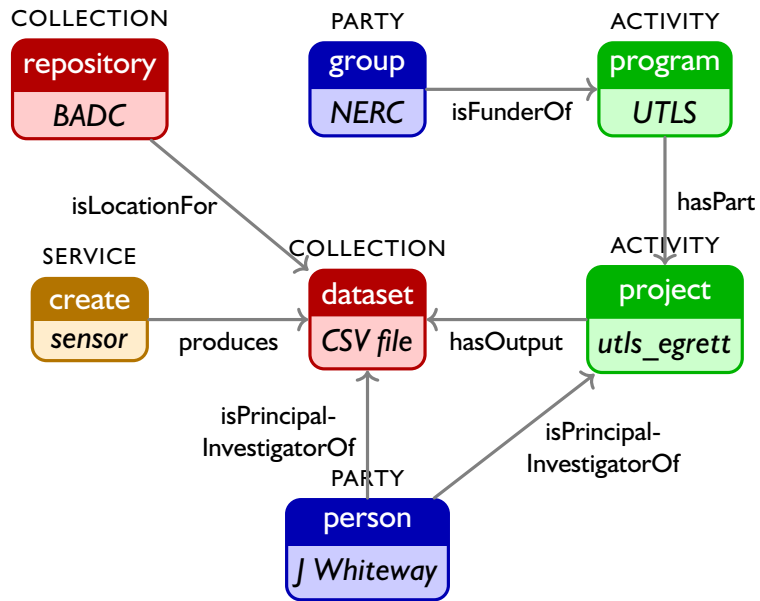 COLLECTION
repository
BADC
PARTY
group
NERC
isFunderOf
ACTIVITY
program
UTLS
isLocationFor
hasPart
SERVICE
create
sensor
produces
COLLECTION
dataset
CSV file
hasOutput
ACTIVITY
project
utls_egrett
isPrincipal-
InvestigatorOf
isPrincipal-
InvestigatorOf
PARTY
person
J Whiteway